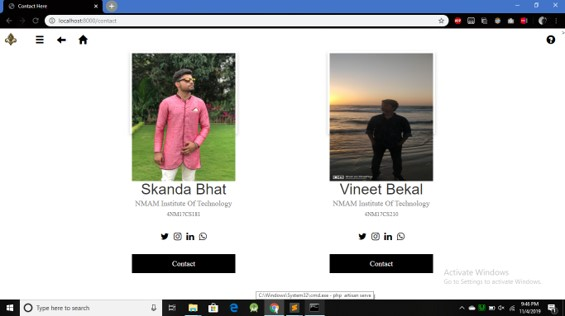 Contact Here
localhost:8000/contact
Skanda Bhat
NMAM Institute Of Technology
4NM17CS181
Contact
Vineet Bekal
NMAM Institute Of Technology
4NM17CS210
Contact
Activate Windows
Go to Settings to activate Windows.
C:\Windows\System32\cmd.exe - php artisan serve
Type here to search
9:48 PM
11/4/2019